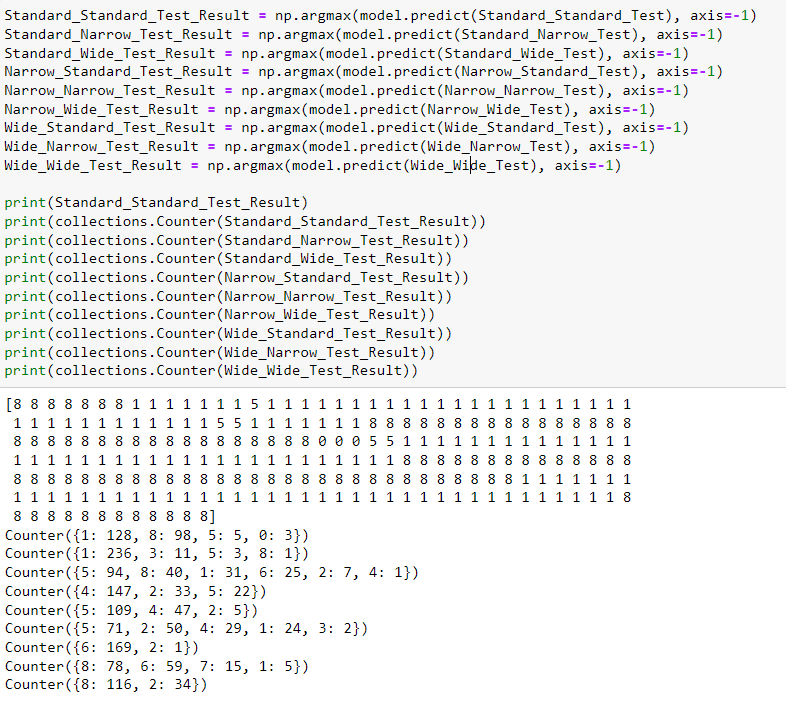 Standard_Standard_Test_Result = np.argmax(model.predict(Standard_Standard_Test), axis=-1)
Standard_Narrow_Test_Result = np.argmax(model.predict(Standard_Narrow_Test), axis=-1)
Standard_Wide_Test_Result = np.argmax(model.predict(Standard_Wide_Test), axis=-1)
Narrow_Standard_Test_Result = np.argmax(model.predict(Narrow_Standard_Test), axis=-1)
Narrow_Narrow_Test_Result = np.argmax(model.predict(Narrow_Narrow_Test), axis=-1)
Narrow_Wide_Test_Result = np.argmax(model.predict(Narrow_Wide_Test), axis=-1)
Wide_Standard_Test_Result = np.argmax(model.predict(Wide_Standard_Test), axis=-1)
Wide_Narrow_Test_Result = np.argmax(model.predict(Wide_Narrow_Test), axis=-1)
Wide_Wide_Test_Result = np.argmax(model.predict(Wide_Wide_Test), axis=-1)
print(Standard_Standard_Test_Result)
print(collections.Counter(Standard_Standard_Test_Result))
print(collections.Counter(Standard_Narrow_Test_Result))
print(collections.Counter(Standard_Wide_Test_Result))
print(collections.Counter(Narrow_Standard_Test_Result))
print(collections.Counter(Narrow_Narrow_Test_Result))
print(collections.Counter(Narrow_Wide_Test_Result))
print(collections.Counter(Wide_Standard_Test_Result))
print(collections.Counter(Wide_Narrow_Test_Result))
print(collections.Counter(Wide_Wide_Test_Result))
[8 8 8 8 8 8 8 1 1 1 1 1 1 1 5 1 1 1 1 1 1 1 1 1 1 1 1 1 1 1 1 1 1 1 1 1 1
1 1 1 1 1 1 1 1 1 1 1 1 5 5 1 1 1 1 1 1 1 8 8 8 8 8 8 8 8 8 8 8 8 8 8 8 8
8 8 8 8 8 8 8 8 8 8 8 8 8 8 8 8 8 8 0 0 0 5 5 1 1 1 1 1 1 1 1 1 1 1 1 1 1
1 1 1 1 1 1 1 1 1 1 1 1 1 1 1 1 1 1 1 1 1 1 1 8 8 8 8 8 8 8 8 8 8 8 8 8 8
8 8 8 8 8 8 8 8 8 8 8 8 8 8 8 8 8 8 8 8 8 8 8 8 8 8 8 8 8 8 1 1 1 1 1 1 1
1 1 1 1 1 1 1 1 1 1 1 1 1 1 1 1 1 1 1 1 1 1 1 1 1 1 1 1 1 1 1 1 1 1 1 1 8
8 8 8 8 8 8 8 8 8 8 8 8]
Counter({1: 128, 8: 98, 5: 5, 0: 3})
Counter({1: 236, 3: 11, 5: 3, 8: 1})
Counter({5: 94, 8: 40, 1: 31, 6: 25, 2: 7, 4: 1})
Counter({4: 147, 2: 33, 5: 22})
Counter({5: 109, 4: 47, 2: 5})
Counter({5: 71, 2: 50, 4: 29, 1: 24, 3: 2})
Counter({6: 169, 2: 1})
Counter({8: 78, 6: 59, 7: 15, 1: 5})
Counter({8: 116, 2: 34})